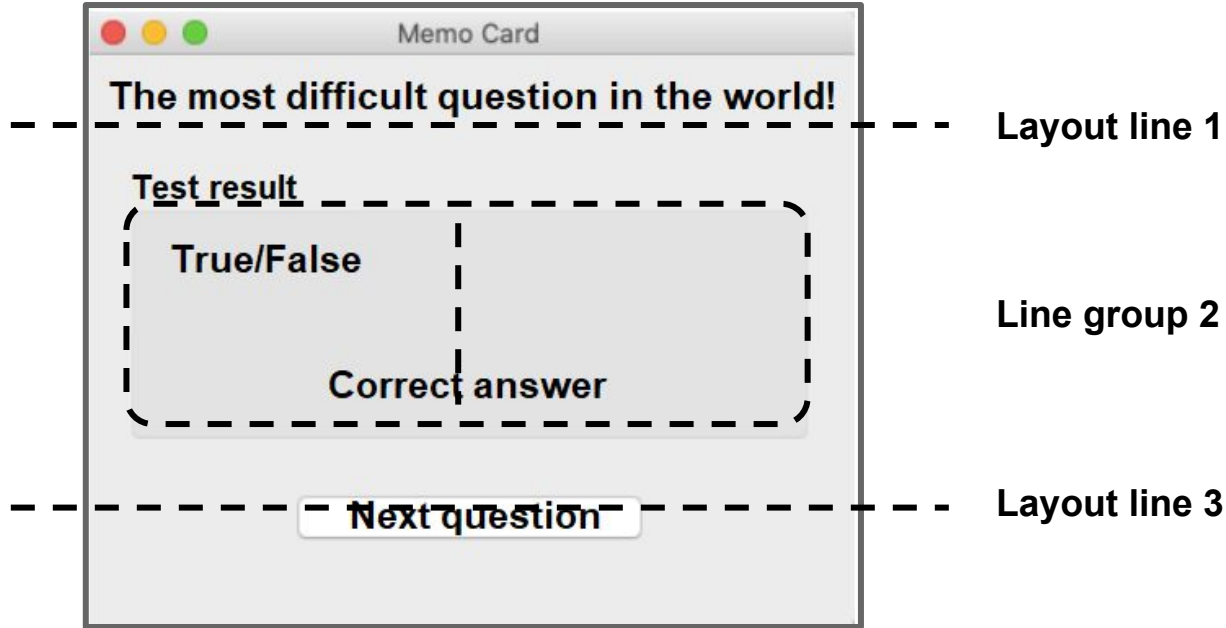 Memo Card
The most difficult question in the world!
Layout line 1
Test result
True/False
Line group 2
Correct answer
Next question
Layout line 3